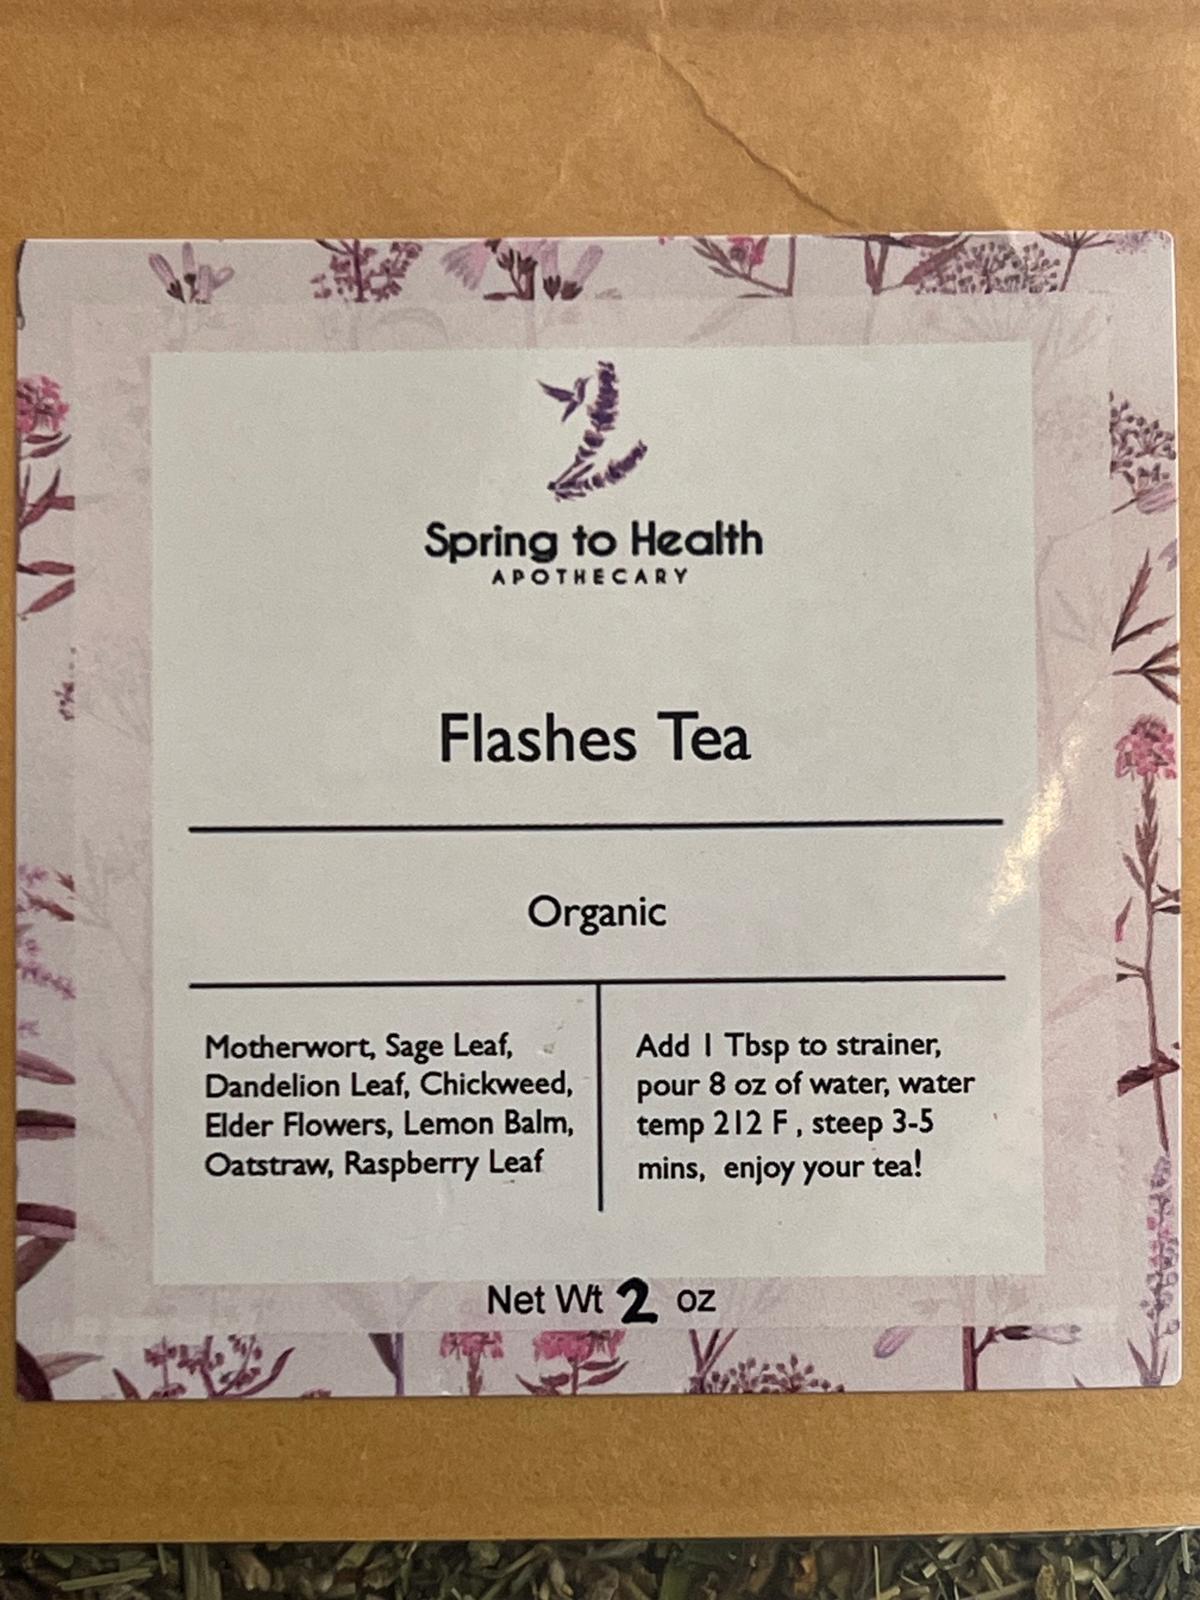 Spring to Health
APOTHECARY
Flashes Tea
Organic
Motherwort, Sage Leaf,
Dandelion Leaf, Chickweed,
Elder Flowers, Lemon Balm,
Oatstraw, Raspberry Leaf
Add 1 Tbsp to strainer,
pour 8 oz of water, water
temp 212 F , steep 3-5
mins, enjoy your tea!
Net Wt 2 oz